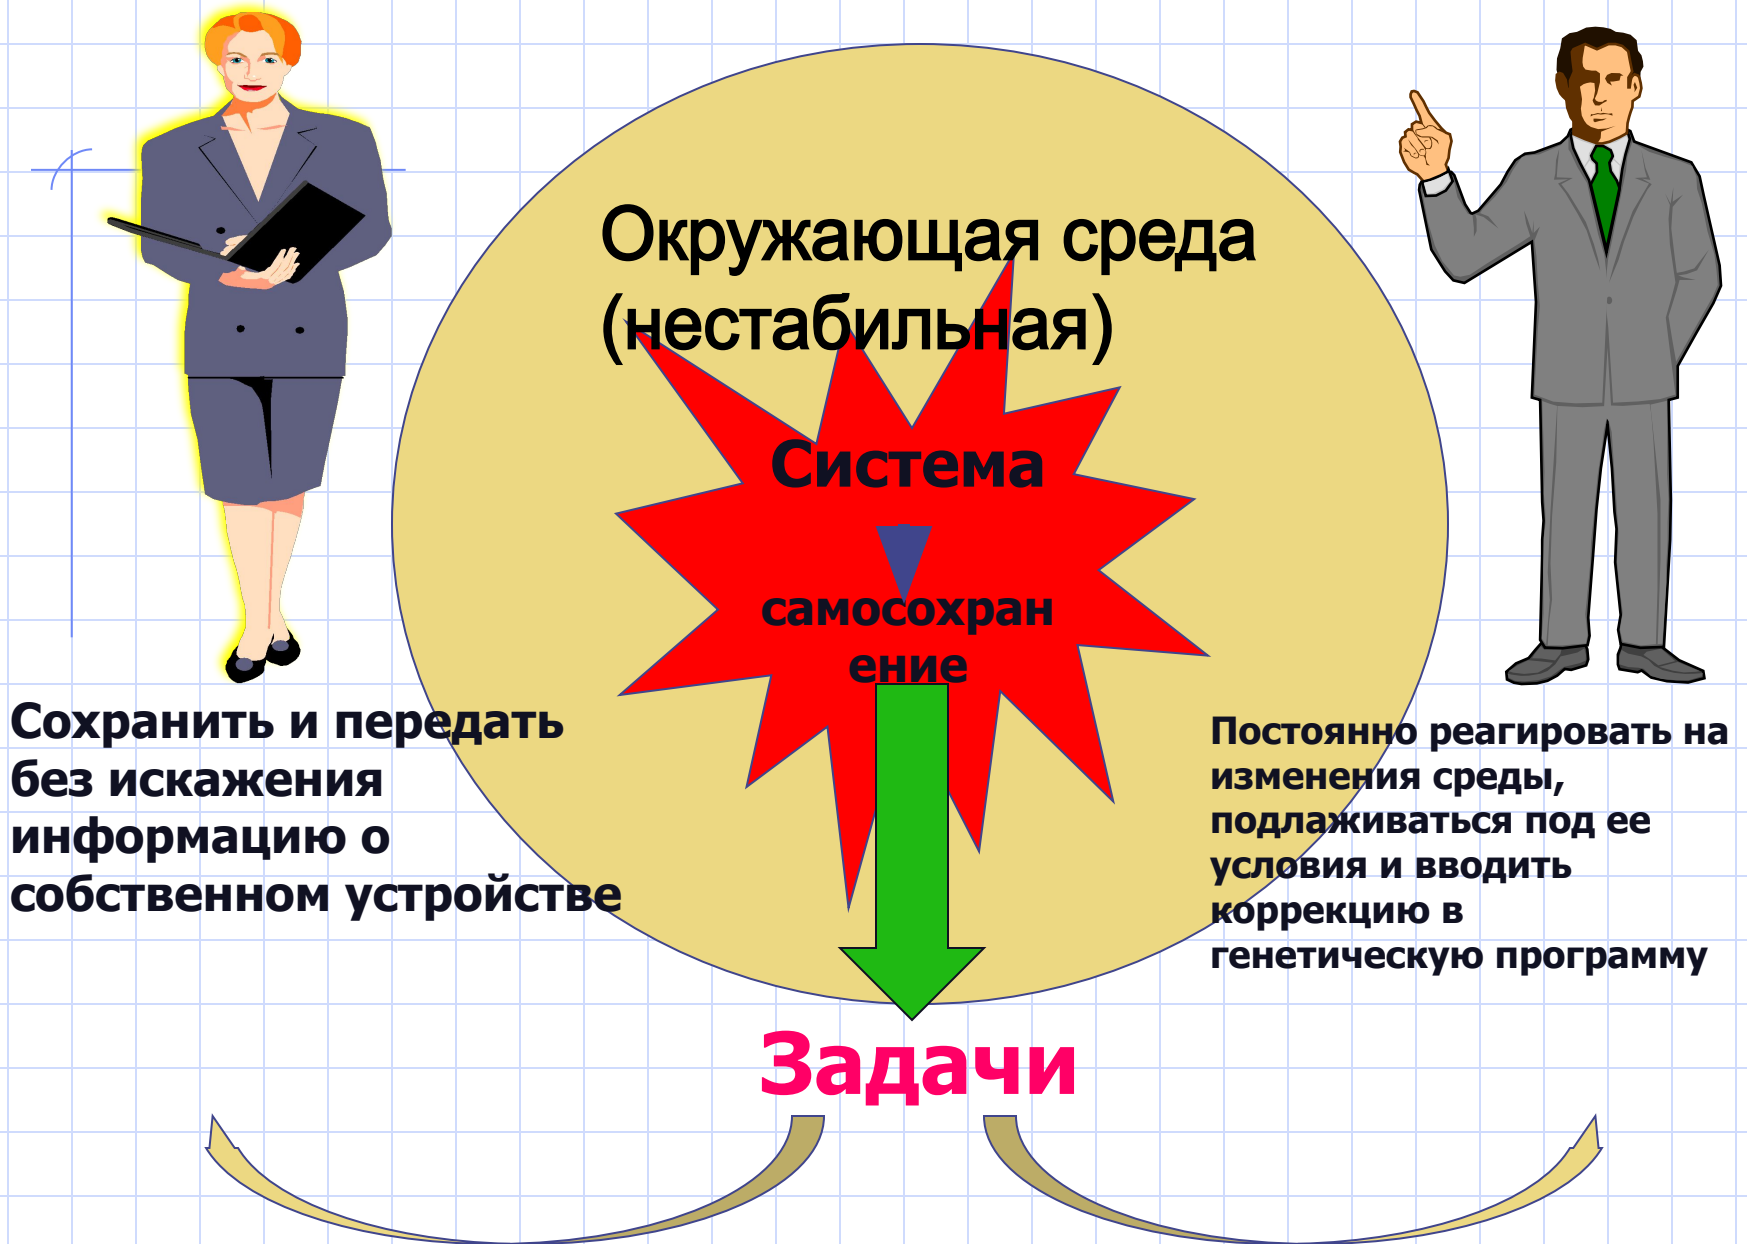 Окружающая среда
(нестабильная)
Система
самосохран
ение
Сохранить и передать
без искажения
информацию о
собственном устройстве
Постоянно реагировать на
изменения среды,
подлаживаться под ее
условия и вводить
коррекцию в
генетическую программу
Задачи